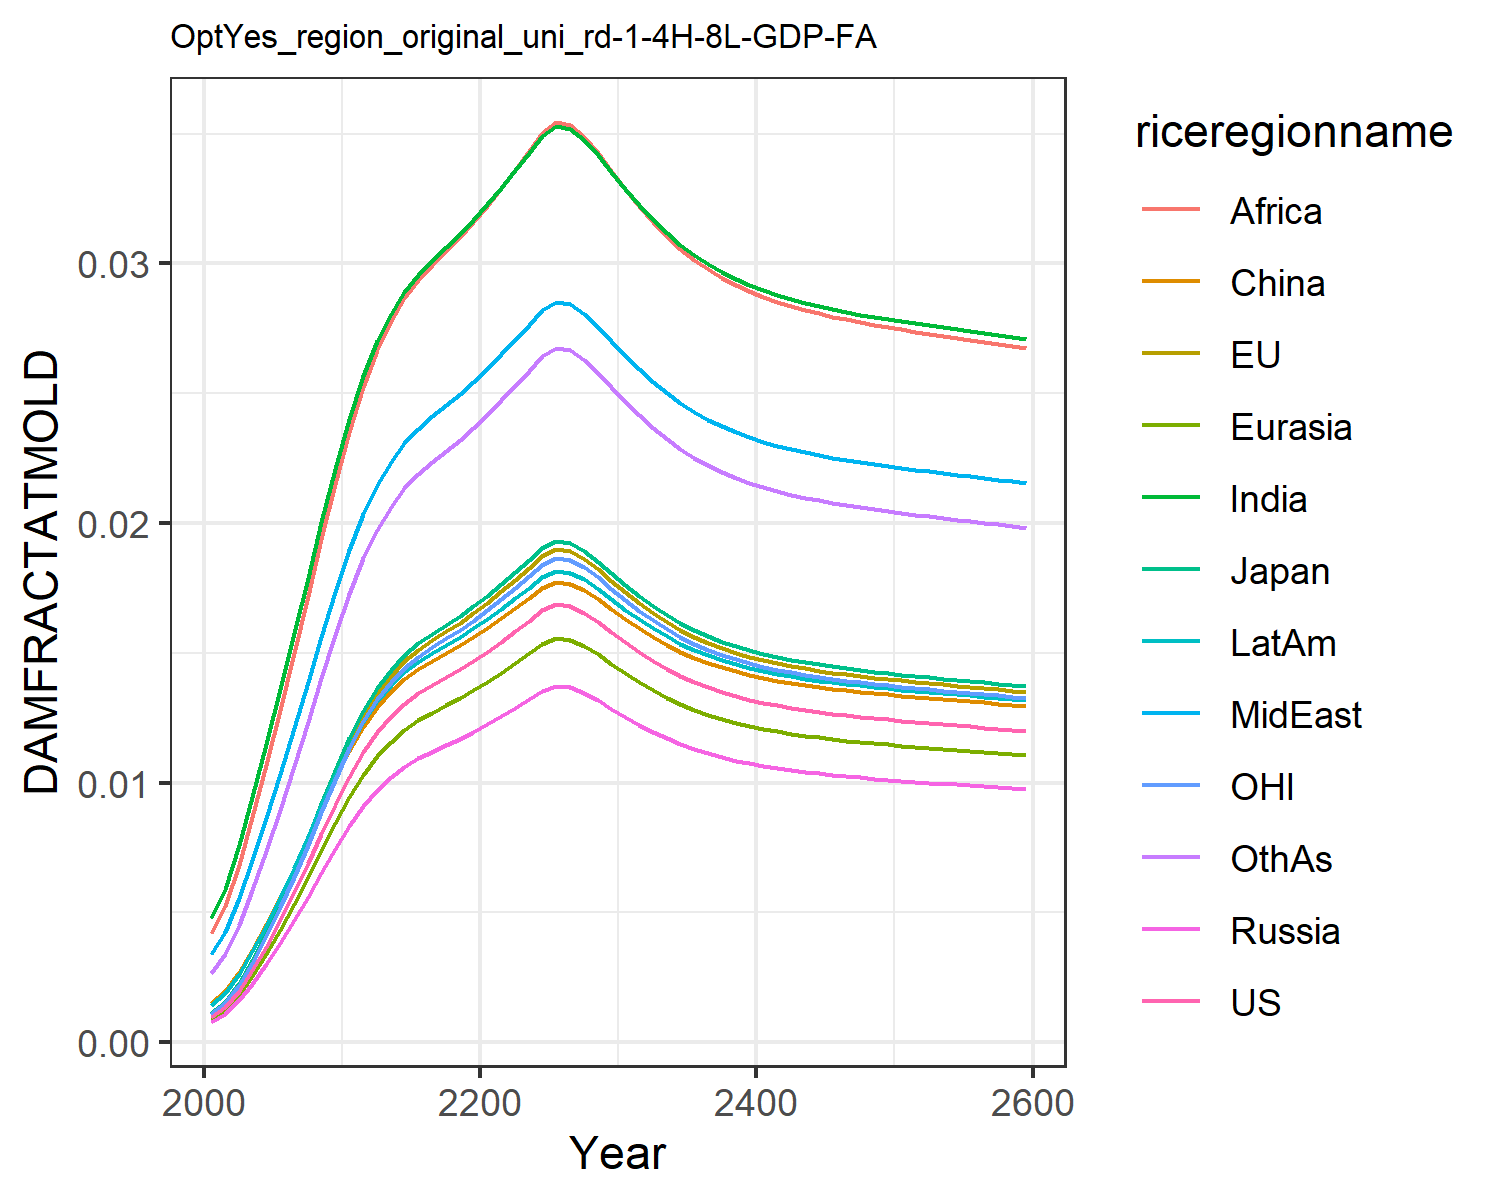 OptYes_region_original_uni_rd-1-4H-8L-GDP-FA
DAMFRACTATMOLD
0.03
0.02
0.01
0.00
2000 2200 2400 2600
Year
riceregionname
Africa
China
EU
Eurasia
India
Japan
LatAm
MidEast
OHI
OthAs
Russia
US